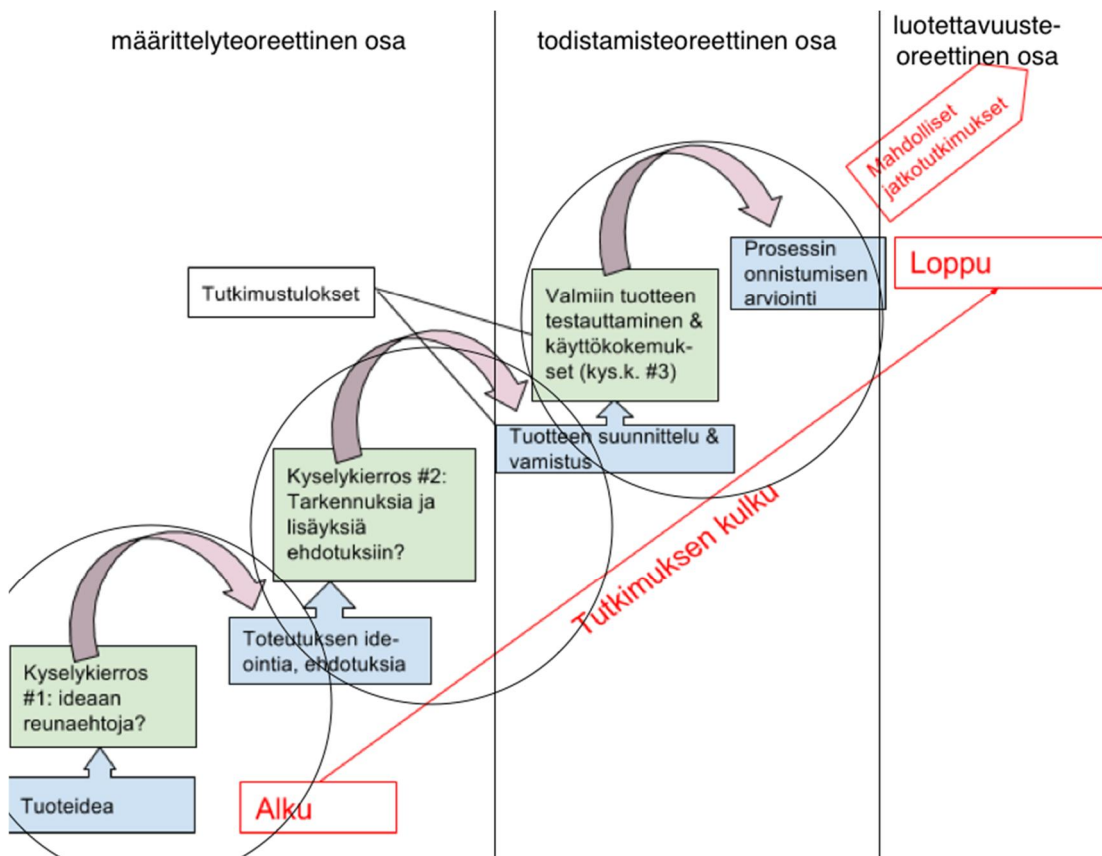 määrittelyteoreettinen osa
todistamisteoreettinen osa
luotettavuuste-
oreettinen osa
Mahdolliset
jatkotutkimukset
Prosessin
onnistumisen
arviointi
Loppu
Tutkimustulokset
Valmiin tuotteen
testauttaminen &
käyttökokemuk-
set (kys.k. #3)
Tuotteen suunnittelu &
vamistus
Kyselykierros #2:
Tarkennuksia ja
lisäyksiä
ehdotuksiin?
Tutkimuksen kulku
Toteutuksen ide-
ointia, ehdotuksia
Kyselykierros
#1: ideaan
reunaehtoja?
Tuoteidea
Alku